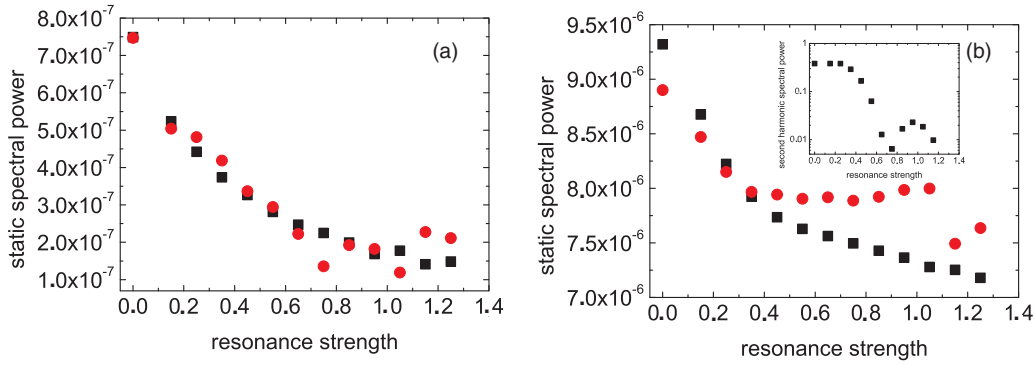 (a)
static spectral power
8.0x10⁻⁷
7.0x10⁻⁷
6.0x10⁻⁷
5.0x10⁻⁷
4.0x10⁻⁷
3.0x10⁻⁷
2.0x10⁻⁷
1.0x10⁻⁷
0.0 0.2 0.4 0.6 0.8 1.0 1.2 1.4
resonance strength
(b)
static spectral power
9.5x10⁻⁶
9.0x10⁻⁶
8.5x10⁻⁶
8.0x10⁻⁶
7.5x10⁻⁶
7.0x10⁻⁶
0.0 0.2 0.4 0.6 0.8 1.0 1.2 1.4
resonance strength
second harmonic spectral power
1
0.1
0.01
0.0 0.2 0.4 0.6 0.8 1.0 1.2 1.4
resonance strength